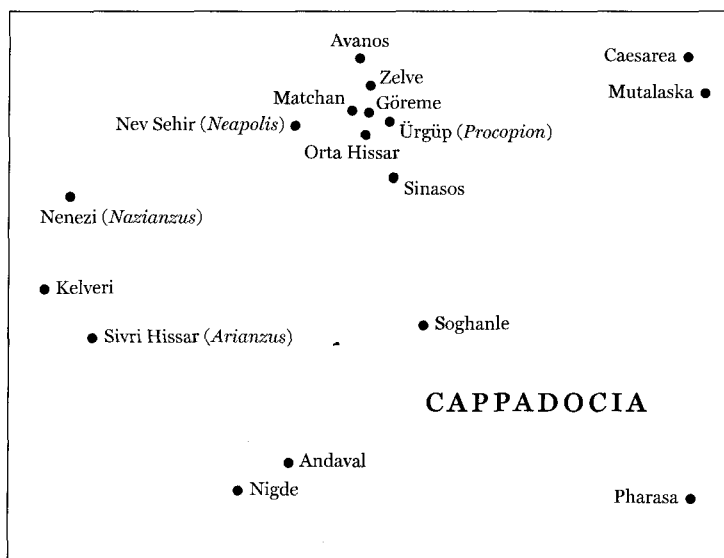 Avanos
Caesarea
Zelve
Mutalaska
Matchan
Göreme
Nev Sehir (Neapolis)
Ürgüp (Procopion)
Orta Hissar
Sinasos
Nenezi (Nazianzus)
Kelveri
Soghanle
Sivri Hissar (Arianzus)
CAPPADOCIA
Andaval
Nigde
Pharasa